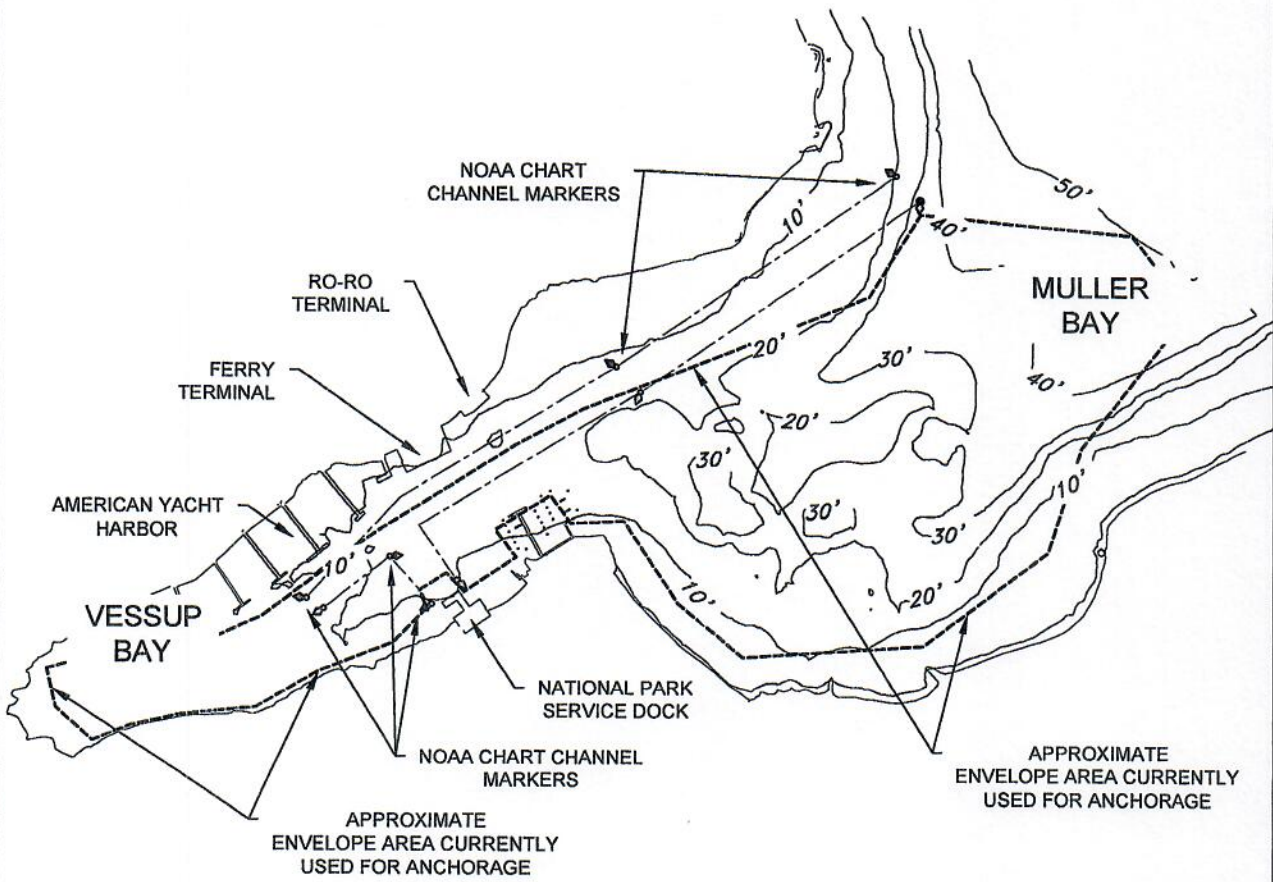 NOAA CHART
CHANNEL MARKERS
50'
10'
40'
RO-RO
TERMINAL
MULLER
BAY
FERRY
TERMINAL
20'
30'
40'
20'
30'
AMERICAN YACHT
HARBOR
10'
30'
30'
10'
VESSUP
BAY
10'
20'
NATIONAL PARK
SERVICE DOCK
NOAA CHART CHANNEL
MARKERS
APPROXIMATE
ENVELOPE AREA CURRENTLY
USED FOR ANCHORAGE
APPROXIMATE
ENVELOPE AREA CURRENTLY
USED FOR ANCHORAGE